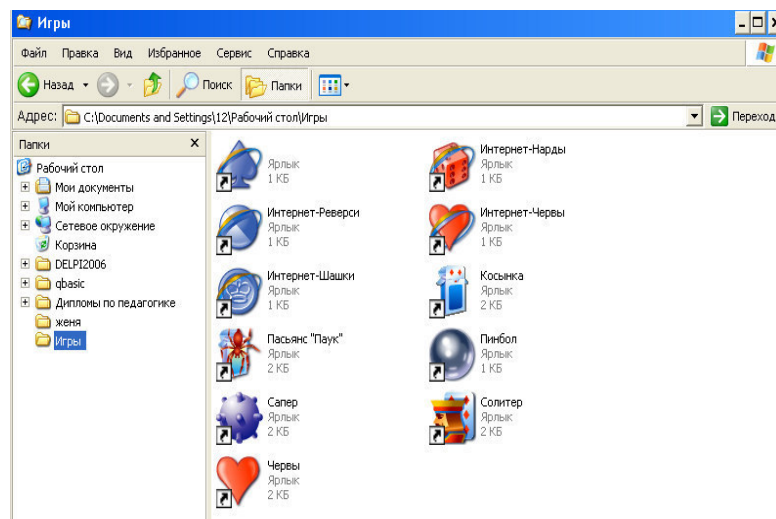 Игры
Файл Правка Вид Избранное Сервис Справка
Назад Поиск Папки
Адрес: C:\Documents and Settings\12\Рабочий стол\Игры Переход
Папки
Рабочий стол
Мои документы
Мой компьютер
Сетевое окружение
Корзина
DELPI2006
qbasic
Дипломы по педагогике
женя
Игры
Ярлык
1 КБ
Интернет-Нарды
Ярлык
1 КБ
Интернет-Реверси
Ярлык
1 КБ
Интернет-Червы
Ярлык
1 КБ
Интернет-Шашки
Ярлык
1 КБ
Косынка
Ярлык
2 КБ
Пасьянс "Паук"
Ярлык
2 КБ
Пинбол
Ярлык
1 КБ
Сапер
Ярлык
2 КБ
Солитер
Ярлык
2 КБ
Червы
Ярлык
2 КБ